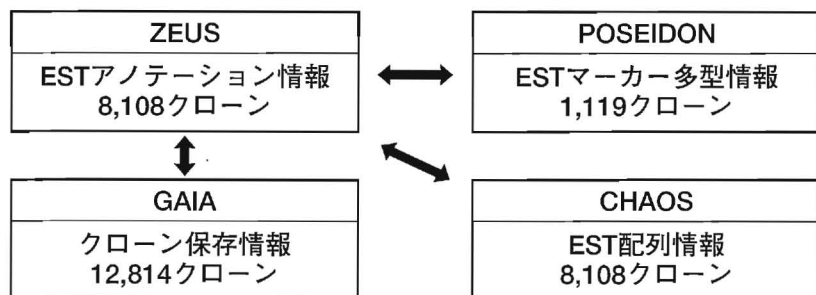 ZEUS
ESTアノテーション情報
8,108クローン
POSEIDON
ESTマーカー多型情報
1,119クローン
GAIA
クローン保存情報
12,814クローン
CHAOS
EST配列情報
8,108クローン